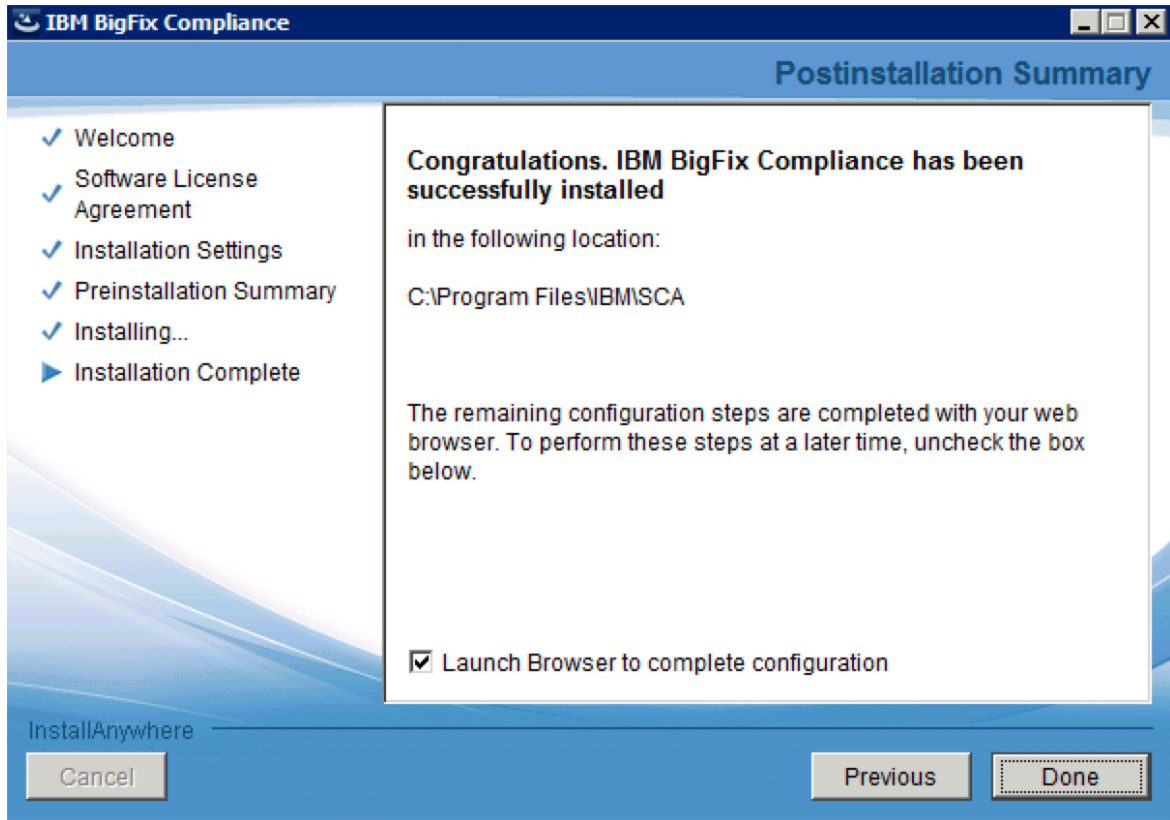 IBM BigFix Compliance
Postinstallation Summary
Welcome
Software License
Agreement
Installation Settings
Preinstallation Summary
Installing...
Installation Complete
Congratulations. IBM BigFix Compliance has been
successfully installed
in the following location:
C:\Program Files\IBM\SCA
The remaining configuration steps are completed with your web
browser. To perform these steps at a later time, uncheck the box
below.
Launch Browser to complete configuration
InstallAnywhere
Cancel
Previous
Done